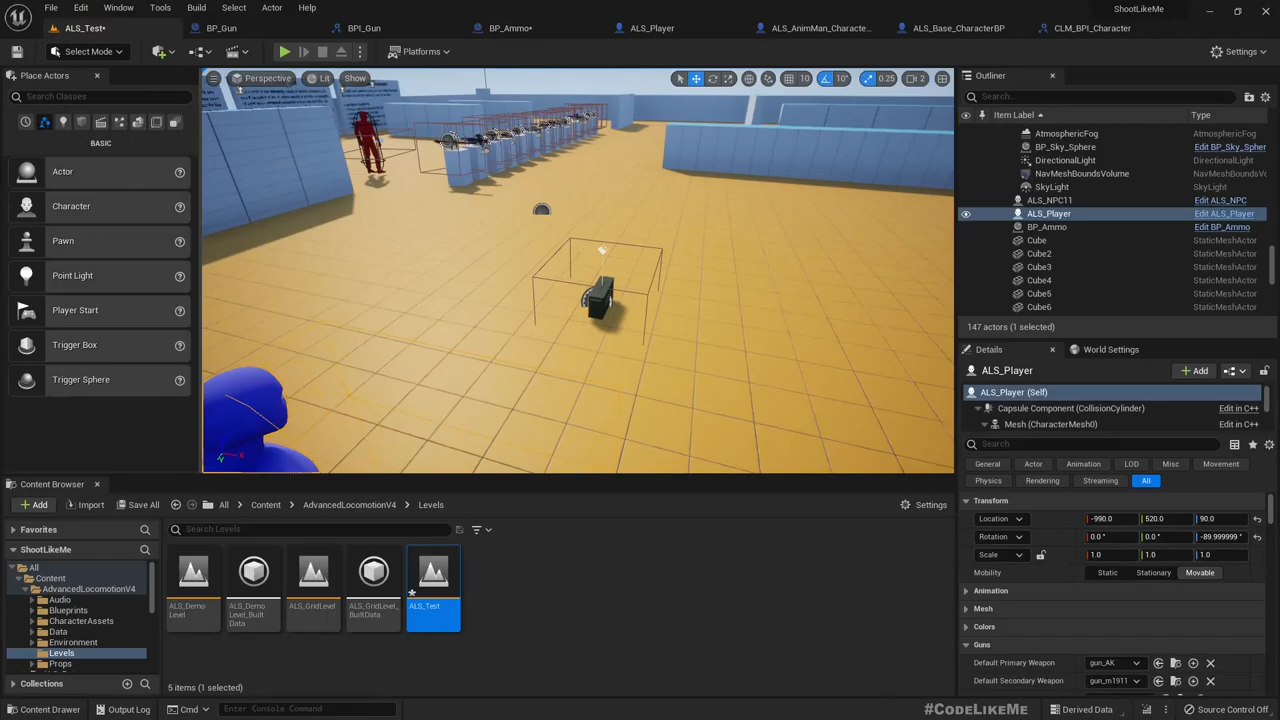 File Edit Window Tools Build Select Actor Help
ShootLikeMe
ALS_Test* BP_Gun BPI_Gun BP_Ammo* ALS_Player ALS_AnimMan_Characte... ALS_Base_CharacterBP CLM_BPI_Character
Select Mode Platforms Settings
Place Actors
Search Classes
BASIC
Actor
Character
Pawn
Point Light
Player Start
Trigger Box
Trigger Sphere
Perspective Lit Show 10 10° 0.25 2
Outliner
Search...
Item Label Type
AtmosphericFog AtmosphericFog
BP_Sky_Sphere Edit BP_Sky_Spher
DirectionalLight DirectionalLight
NavMeshBoundsVolume NavMeshBoundsVo
SkyLight SkyLight
ALS_NPC11 Edit ALS_NPC
ALS_Player Edit ALS_Player
BP_Ammo Edit BP_Ammo
Cube StaticMeshActor
Cube2 StaticMeshActor
Cube3 StaticMeshActor
Cube4 StaticMeshActor
Cube5 StaticMeshActor
Cube6 StaticMeshActor
147 actors (1 selected)
Details World Settings
ALS_Player Add
ALS_Player (Self)
Capsule Component (CollisionCylinder) Edit in C++
Mesh (CharacterMesh0) Edit in C++
Search
General Actor Animation LOD Misc Movement
Physics Rendering Streaming All
Transform
Location -990.0 520.0 90.0
Rotation 0.0 ° 0.0 ° -89.999999 °
Scale 1.0 1.0 1.0
Mobility Static Stationary Movable
Animation
Mesh
Colors
Guns
Default Primary Weapon gun_AK
Default Secondary Weapon gun_m1911
Content Browser
Add Import Save All All Content AdvancedLocomotionV4 Levels Settings
Favorites
ShootLikeMe
All
Content
AdvancedLocomotionV4
Audio
Blueprints
CharacterAssets
Data
Environment
Levels
Props
Collections
Search Levels
ALS_Demo
Level
ALS_Demo
Level_Built
Data
ALS_GridLevel
ALS_GridLevel_
BuiltData
ALS_Test
5 items (1 selected)
Content Drawer Output Log Cmd Enter Console Command
#CodeLikeMe
Derived Data Source Control Off